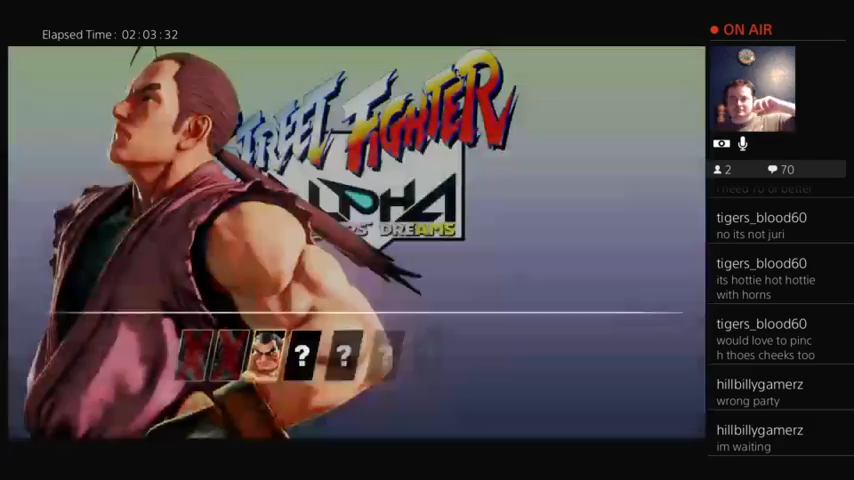 Elapsed Time: 02:03:32
ON AIR
STREET FIGHTER
ALPHA
DREAMS
2
70
tigers_blood60
no its not juri
tigers_blood60
its hottie hot hottie
with horns
tigers_blood60
would love to pinc
h thoes cheeks too
hillbillygamerz
wrong party
hillbillygamerz
im waiting
? ? ?